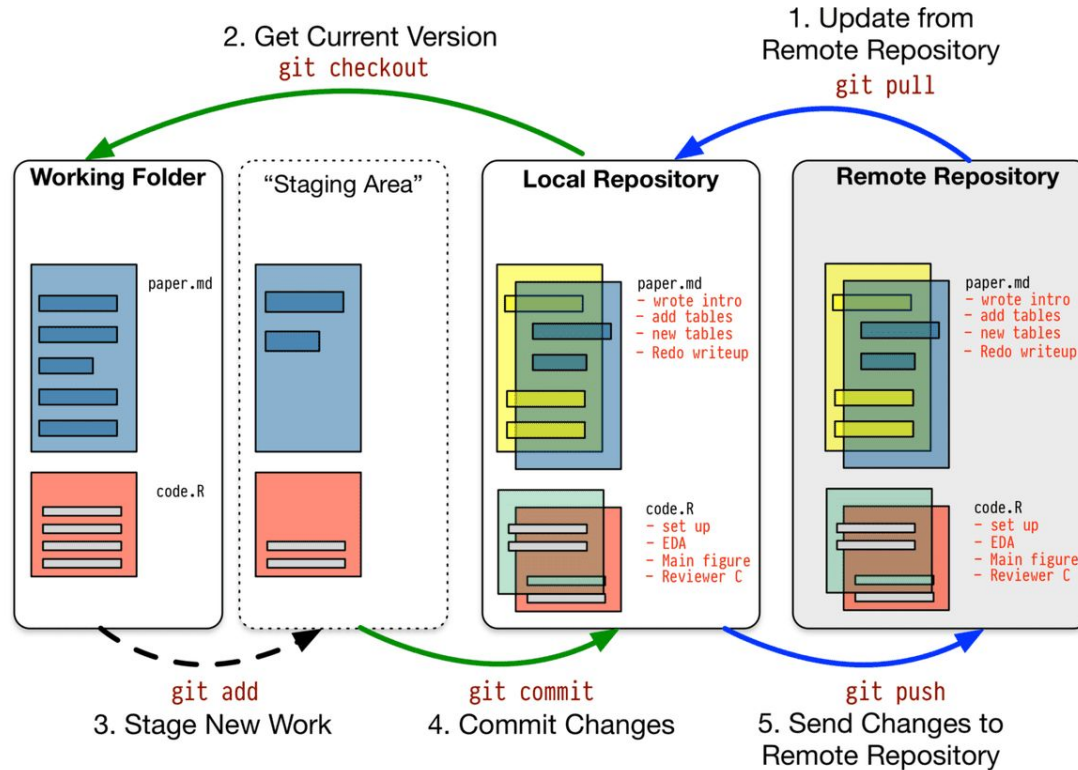 1. Update from
Remote Repository
git pull
2. Get Current Version
git checkout
Working Folder
paper.md
code.R
“Staging Area”
Local Repository
paper.md
- wrote intro
- add tables
- new tables
- Redo writeup
code.R
- set up
- EDA
- Main figure
- Reviewer C
Remote Repository
paper.md
- wrote intro
- add tables
- new tables
- Redo writeup
code.R
- set up
- EDA
- Main figure
- Reviewer C
git add
3. Stage New Work
git commit
4. Commit Changes
git push
5. Send Changes to
Remote Repository